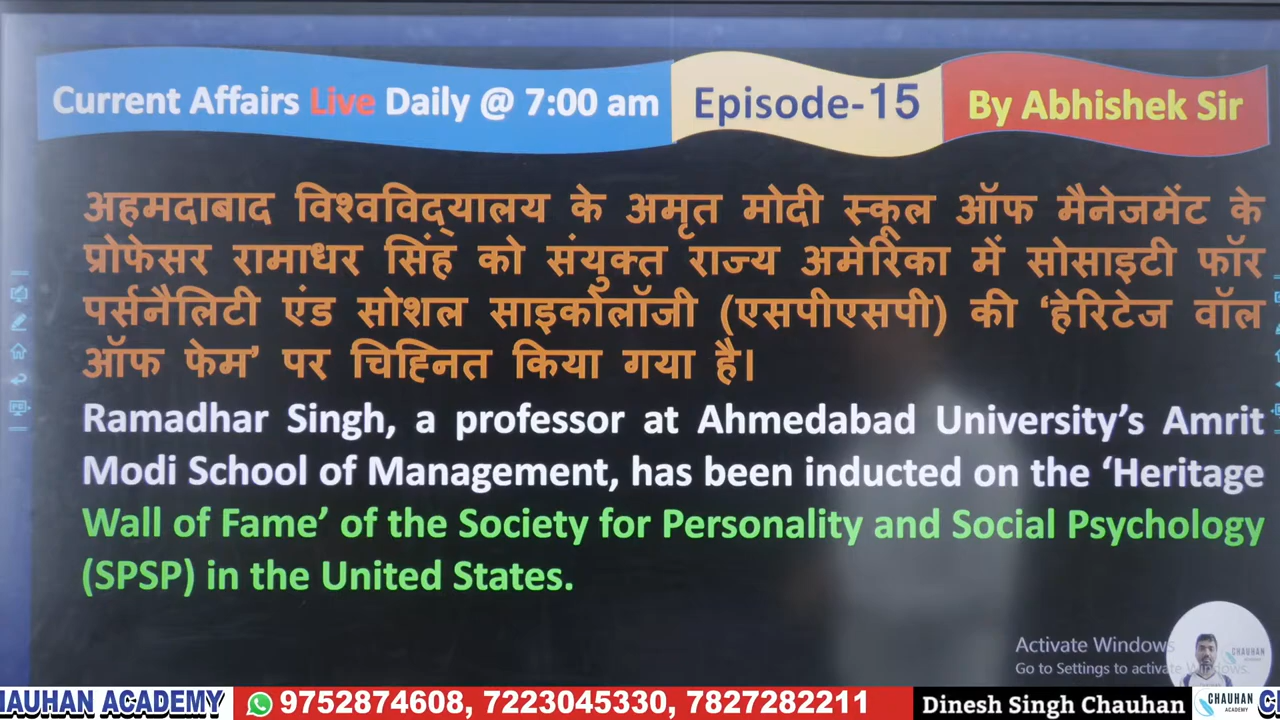 Current Affairs Live Daily @ 7:00 am
Episode-15
By Abhishek Sir
अहमदाबाद विश्वविद्यालय के अमृत मोदी स्कूल ऑफ मैनेजमेंट के
प्रोफेसर रामाधर सिंह को संयुक्त राज्य अमेरिका में सोसाइटी फॉर
पर्सनैलिटी एंड सोशल साइकोलॉजी (एसपीएसपी) की ‘हेरिटेज वॉल
ऑफ फेम’ पर चिह्नित किया गया है।
Ramadhar Singh, a professor at Ahmedabad University’s Amrit
Modi School of Management, has been inducted on the ‘Heritage
Wall of Fame’ of the Society for Personality and Social Psychology
(SPSP) in the United States.
Activate Windows
Go to Settings to activate Windows.
CHAUHAN
ACADEMY
HAUHAN ACADEMY
9752874608, 7223045330, 7827282211
Dinesh Singh Chauhan
CHAUHAN
ACADEMY